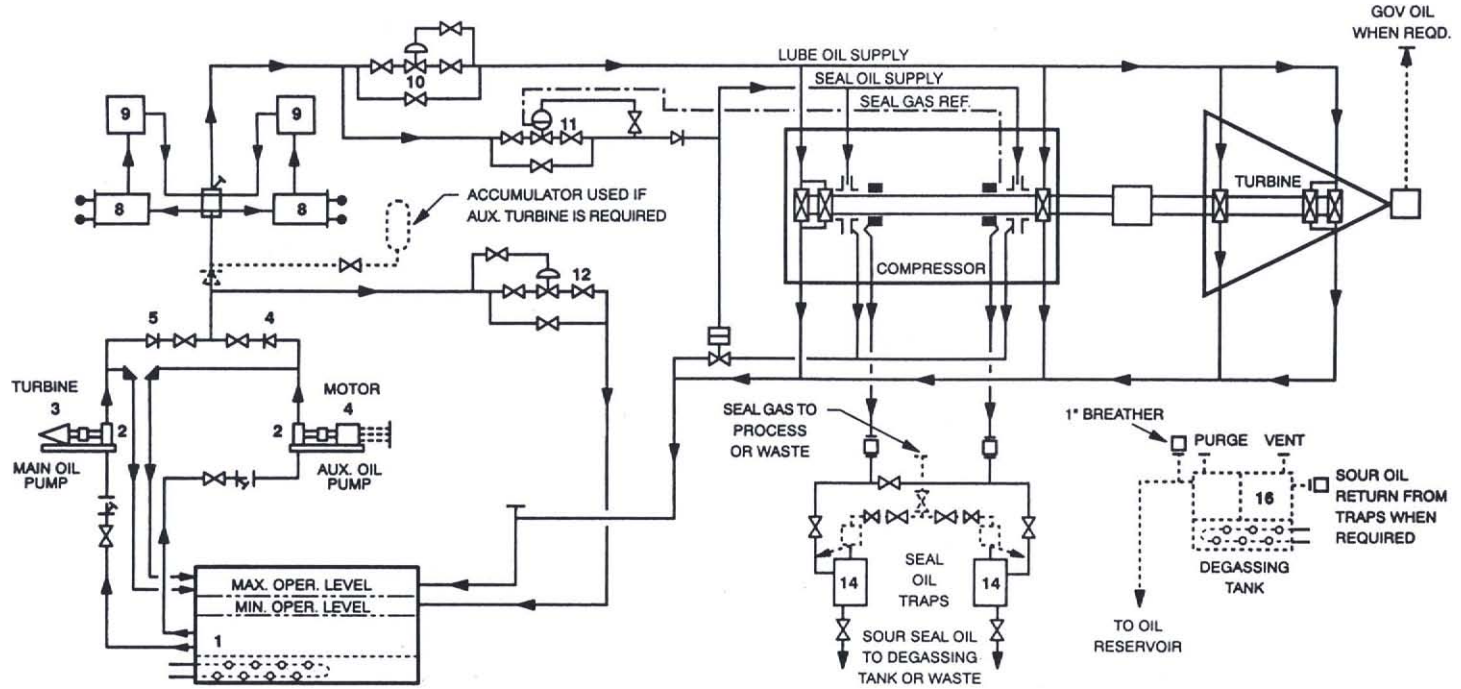 GOV OIL
WHEN REQD.
LUBE OIL SUPPLY
10
SEAL OIL SUPPLY
SEAL GAS REF.
9
9
11
ACCUMULATOR USED IF
AUX. TURBINE IS REQUIRED
TURBINE
8
8
COMPRESSOR
12
5
4
TURBINE
3
2
MAIN OIL
PUMP
MOTOR
4
2
AUX. OIL
PUMP
SEAL GAS TO
PROCESS
OR WASTE
1" BREATHER
PURGE
VENT
16
SOUR OIL
RETURN FROM
TRAPS WHEN
REQUIRED
DEGASSING
TANK
MAX. OPER. LEVEL
MIN. OPER. LEVEL
1
14
SEAL
OIL
TRAPS
14
TO OIL
RESERVOIR
SOUR SEAL OIL
TO DEGASSING
TANK OR WASTE